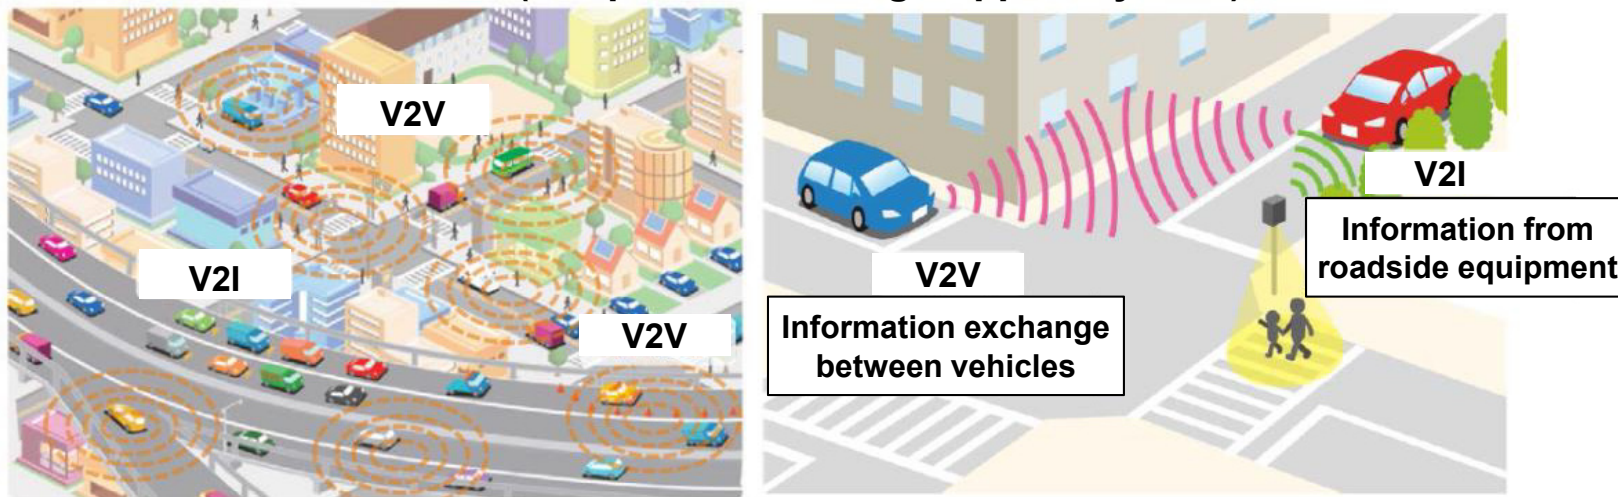 V2V
V2I
V2V
V2I
Information from
roadside equipment
V2V
Information exchange
between vehicles